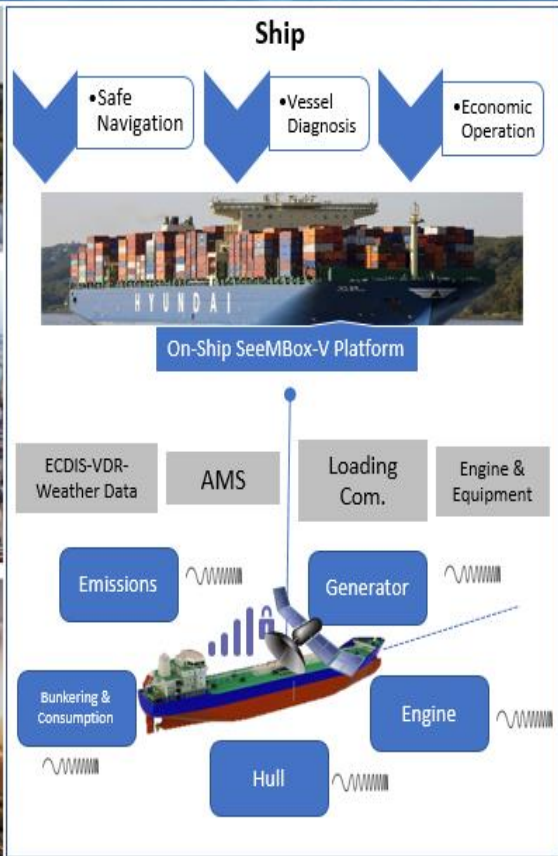 Ship
•Safe
Navigation
•Vessel
Diagnosis
•Economic
Operation
HYUNDAI
On-Ship SeeMBox-V Platform
ECDIS-VDR-
Weather Data
AMS
Loading
Com.
Engine &
Equipment
Emissions
Generator
Bunkering &
Consumption
Engine
Hull